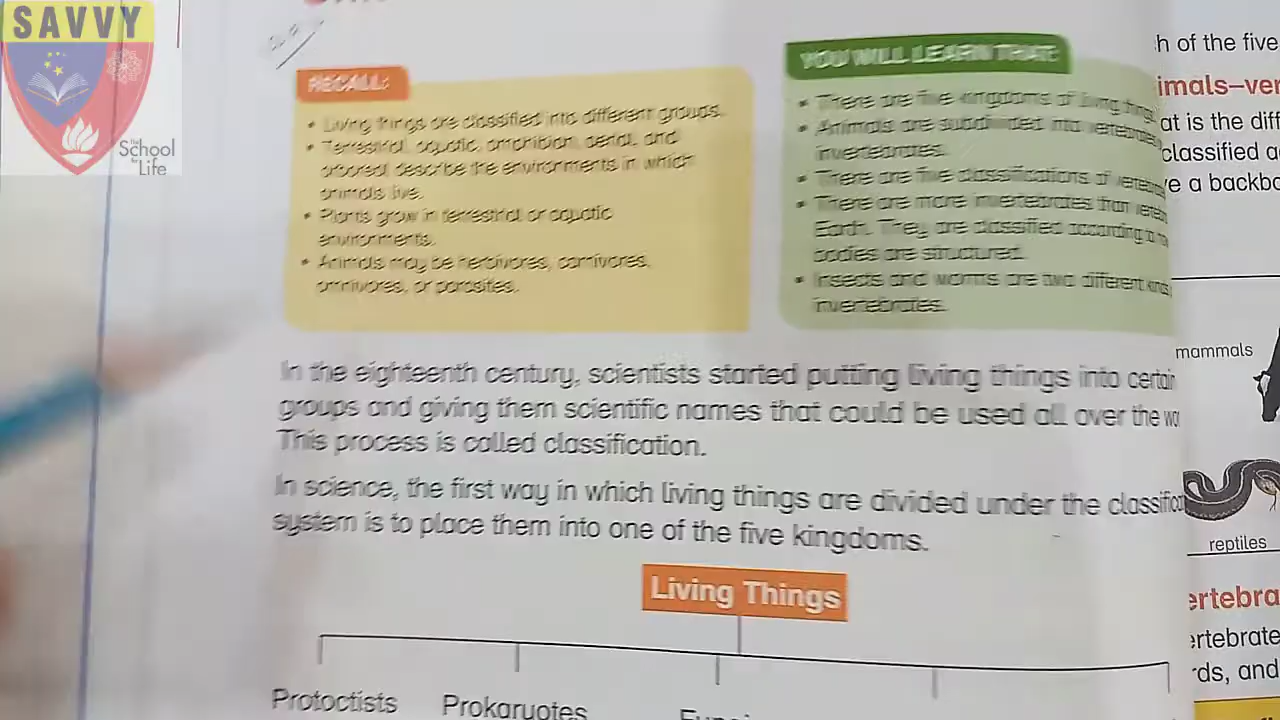 SAVVY
The School for Life
RECALL:
• Living things are classified into different groups.
• Terrestrial, aquatic, amphibian, aerial, and
arboreal describe the environments in which
animals live.
• Plants grow in terrestrial or aquatic
environments.
• Animals may be herbivores, carnivores,
omnivores, or parasites.
YOU WILL LEARN THAT:
• There are five kingdoms of living things.
• Animals are subdivided into vertebrate
invertebrates.
• There are five classifications of
• There are more invertebrates than
Earth. They are classified according to
bodies are structured.
• Insects and worms are two different kinds
invertebrates.
In the eighteenth century, scientists started putting living things into certain
groups and giving them scientific names that could be used all over the wo
This process is called classification.
In science, the first way in which living things are divided under the classifica
system is to place them into one of the five kingdoms.
Living Things
Protoctists Prokaryotes Fungi
h of the five
imals–ver
at is the diff
classified a
e a backbo
mammals
reptiles
ertebra
ertebrate
rds, and